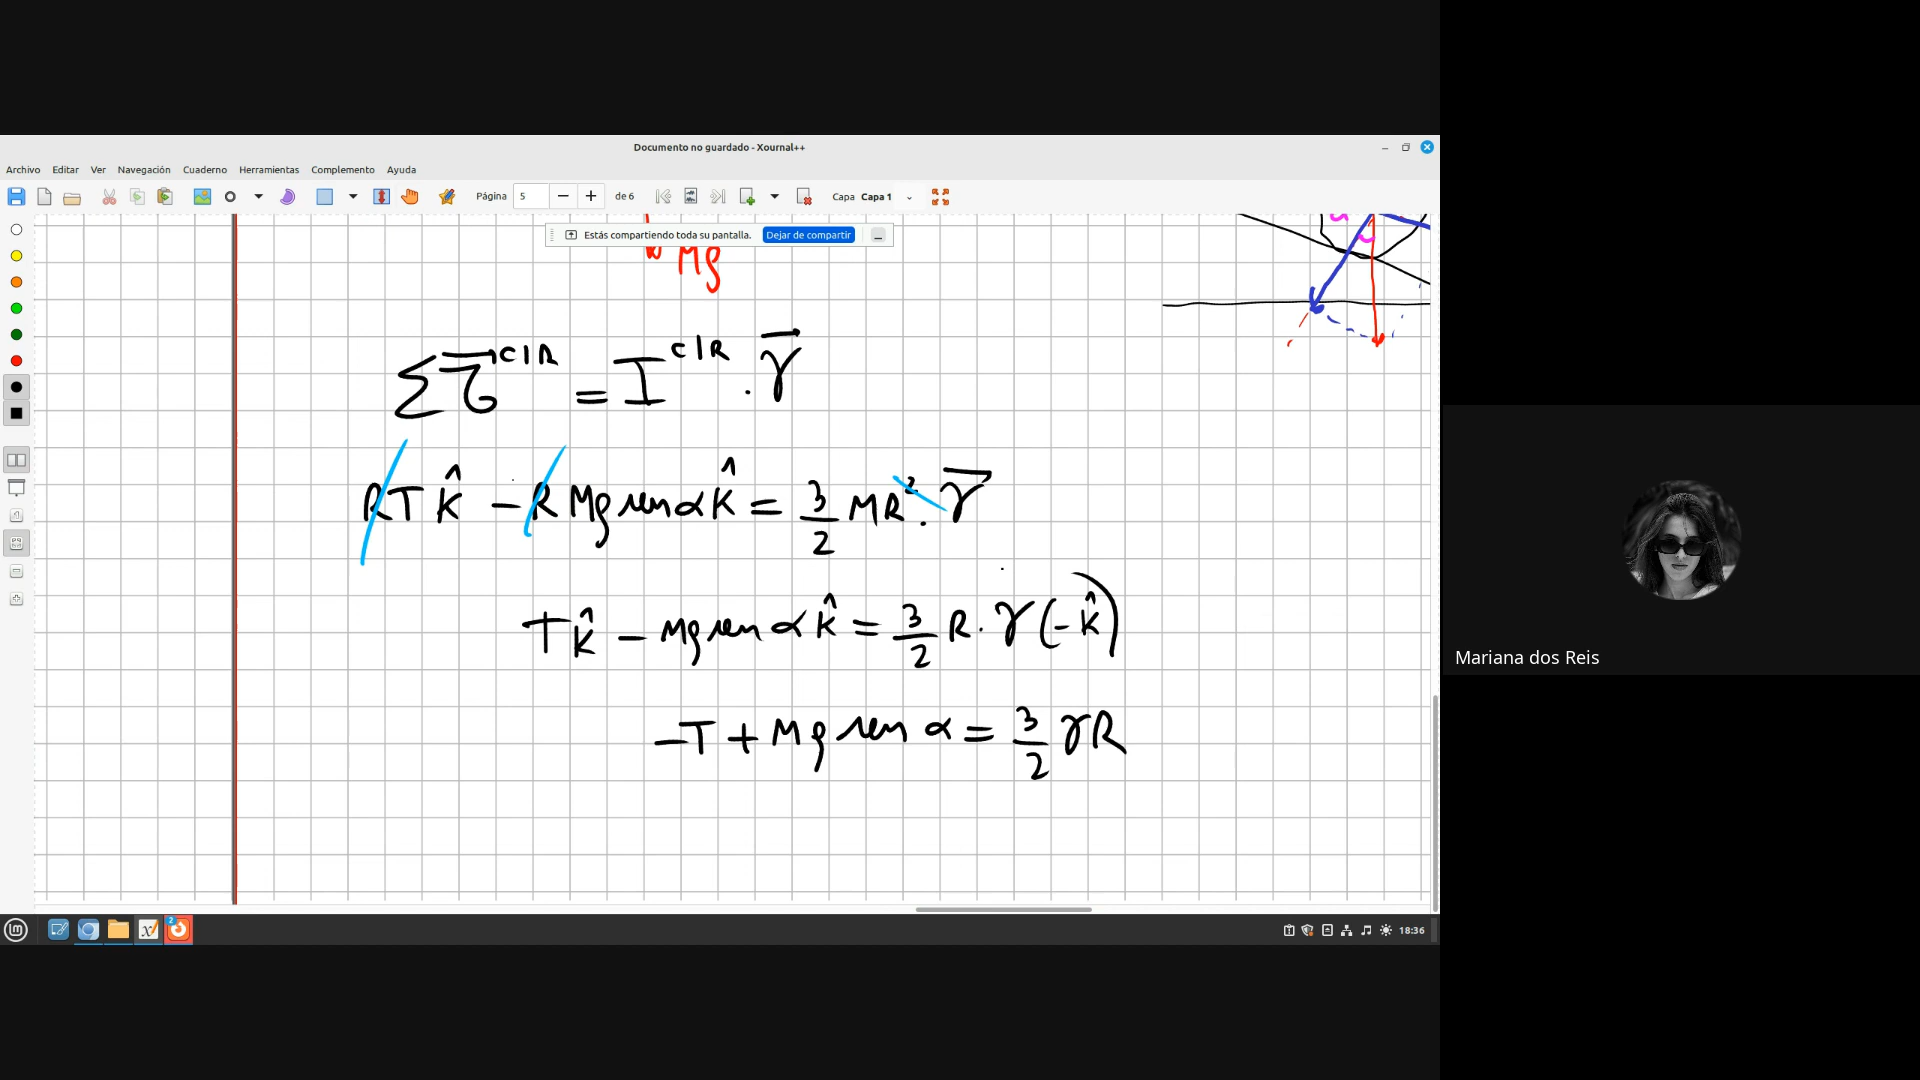 Documento no guardado - Xournal++
Archivo Editar Ver Navegación Cuaderno Herramientas Complemento Ayuda
Página 5 de 6 Capa Capa 1
Estás compartiendo toda su pantalla. Dejar de compartir
Mg
Σ τ^CIR = I^CIR . γ
RT k̂ - R Mg sen α k̂ = 3/2 MR² . γ
T k̂ - Mg sen α k̂ = 3/2 R . γ (- k̂)
-T + Mg sen α = 3/2 γR
Mariana dos Reis
2
18:36